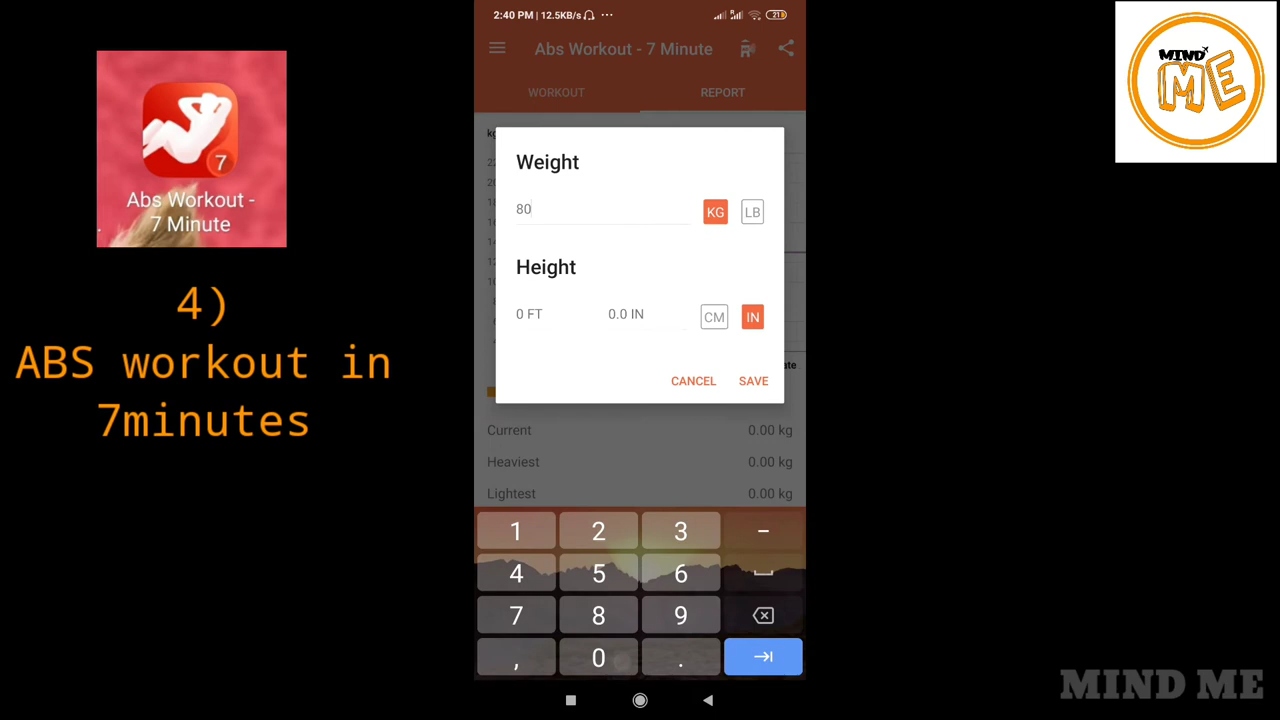 2:40 PM | 12.5KB/s
21
Abs Workout - 7 Minute
WORKOUT
REPORT
MIND
ME
7
Abs Workout -
7 Minute
4)
ABS workout in
7minutes
Weight
80
KG
LB
Height
0 FT
0.0 IN
CM
IN
CANCEL
SAVE
Current
0.00 kg
Heaviest
0.00 kg
Lightest
0.00 kg
1
2
3
−
4
5
6
7
8
9
,
0
.
MIND ME